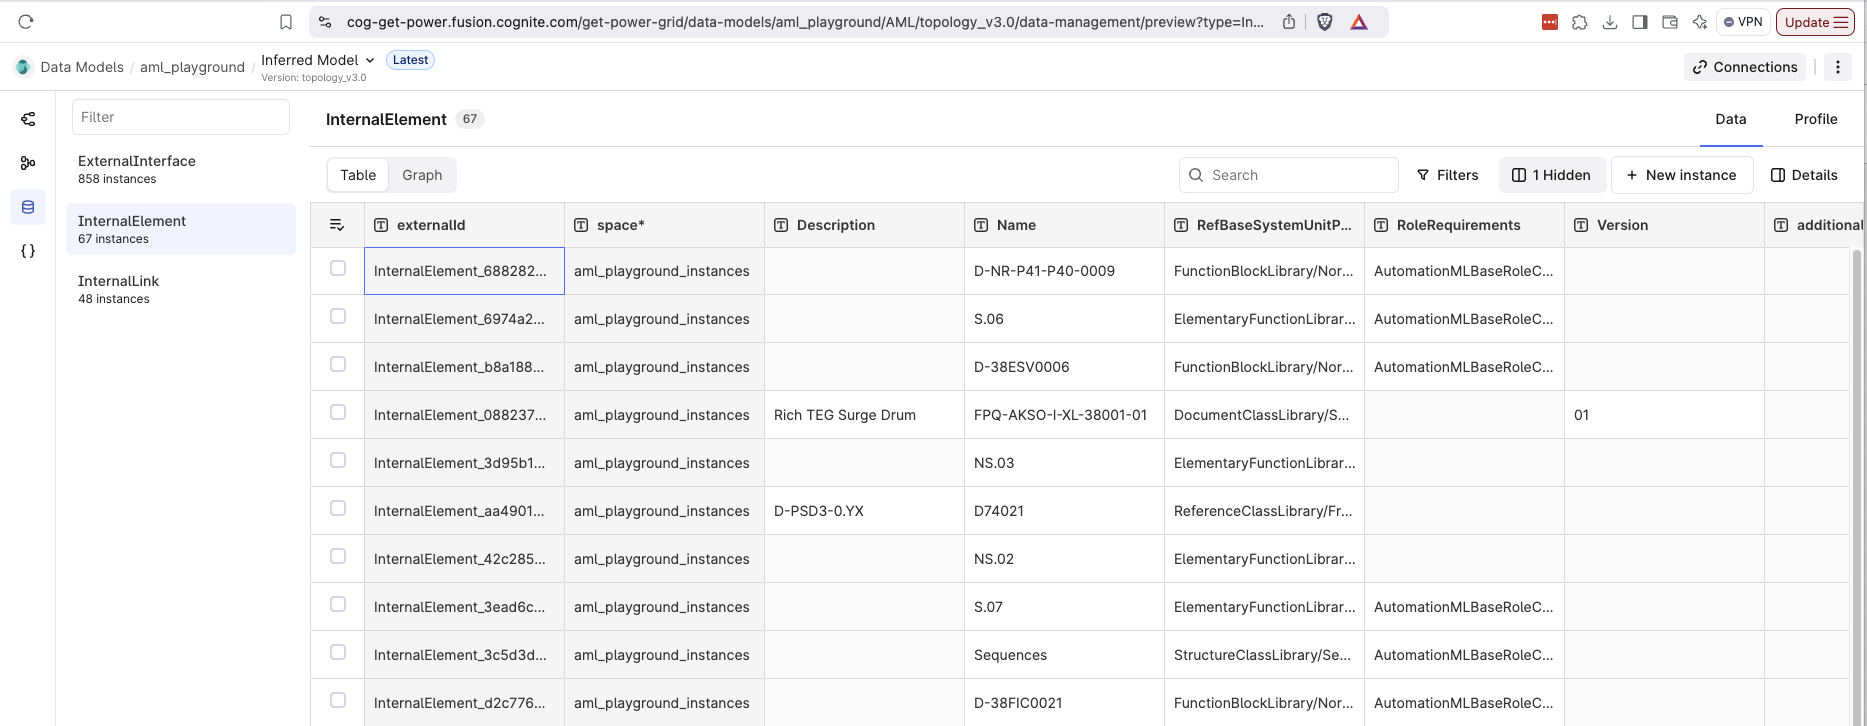 cog-get-power.fusion.cognite.com/get-power-grid/data-models/aml_playground/AML/topology_v3.0/data-management/preview?type=In...
VPN
Update
Data Models / aml_playground / Inferred Model Latest
Version: topology_v3.0
Connections
Filter
ExternalInterface
858 instances
InternalElement
67 instances
InternalLink
48 instances
InternalElement 67
Data Profile
Table Graph
Search
Filters
1 Hidden
+ New instance
Details
externalId space* Description Name RefBaseSystemUnitP... RoleRequirements Version additional
InternalElement_688282... aml_playground_instances D-NR-P41-P40-0009 FunctionBlockLibrary/Nor... AutomationMLBaseRoleC...
InternalElement_6974a2... aml_playground_instances S.06 ElementaryFunctionLibrar... AutomationMLBaseRoleC...
InternalElement_b8a188... aml_playground_instances D-38ESV0006 FunctionBlockLibrary/Nor... AutomationMLBaseRoleC...
InternalElement_088237... aml_playground_instances Rich TEG Surge Drum FPQ-AKSO-I-XL-38001-01 DocumentClassLibrary/S... 01
InternalElement_3d95b1... aml_playground_instances NS.03 ElementaryFunctionLibrar...
InternalElement_aa4901... aml_playground_instances D-PSD3-0.YX D74021 ReferenceClassLibrary/Fr...
InternalElement_42c285... aml_playground_instances NS.02 ElementaryFunctionLibrar...
InternalElement_3ead6c... aml_playground_instances S.07 ElementaryFunctionLibrar... AutomationMLBaseRoleC...
InternalElement_3c5d3d... aml_playground_instances Sequences StructureClassLibrary/Se... AutomationMLBaseRoleC...
InternalElement_d2c776... aml_playground_instances D-38FIC0021 FunctionBlockLibrary/Nor... AutomationMLBaseRoleC...